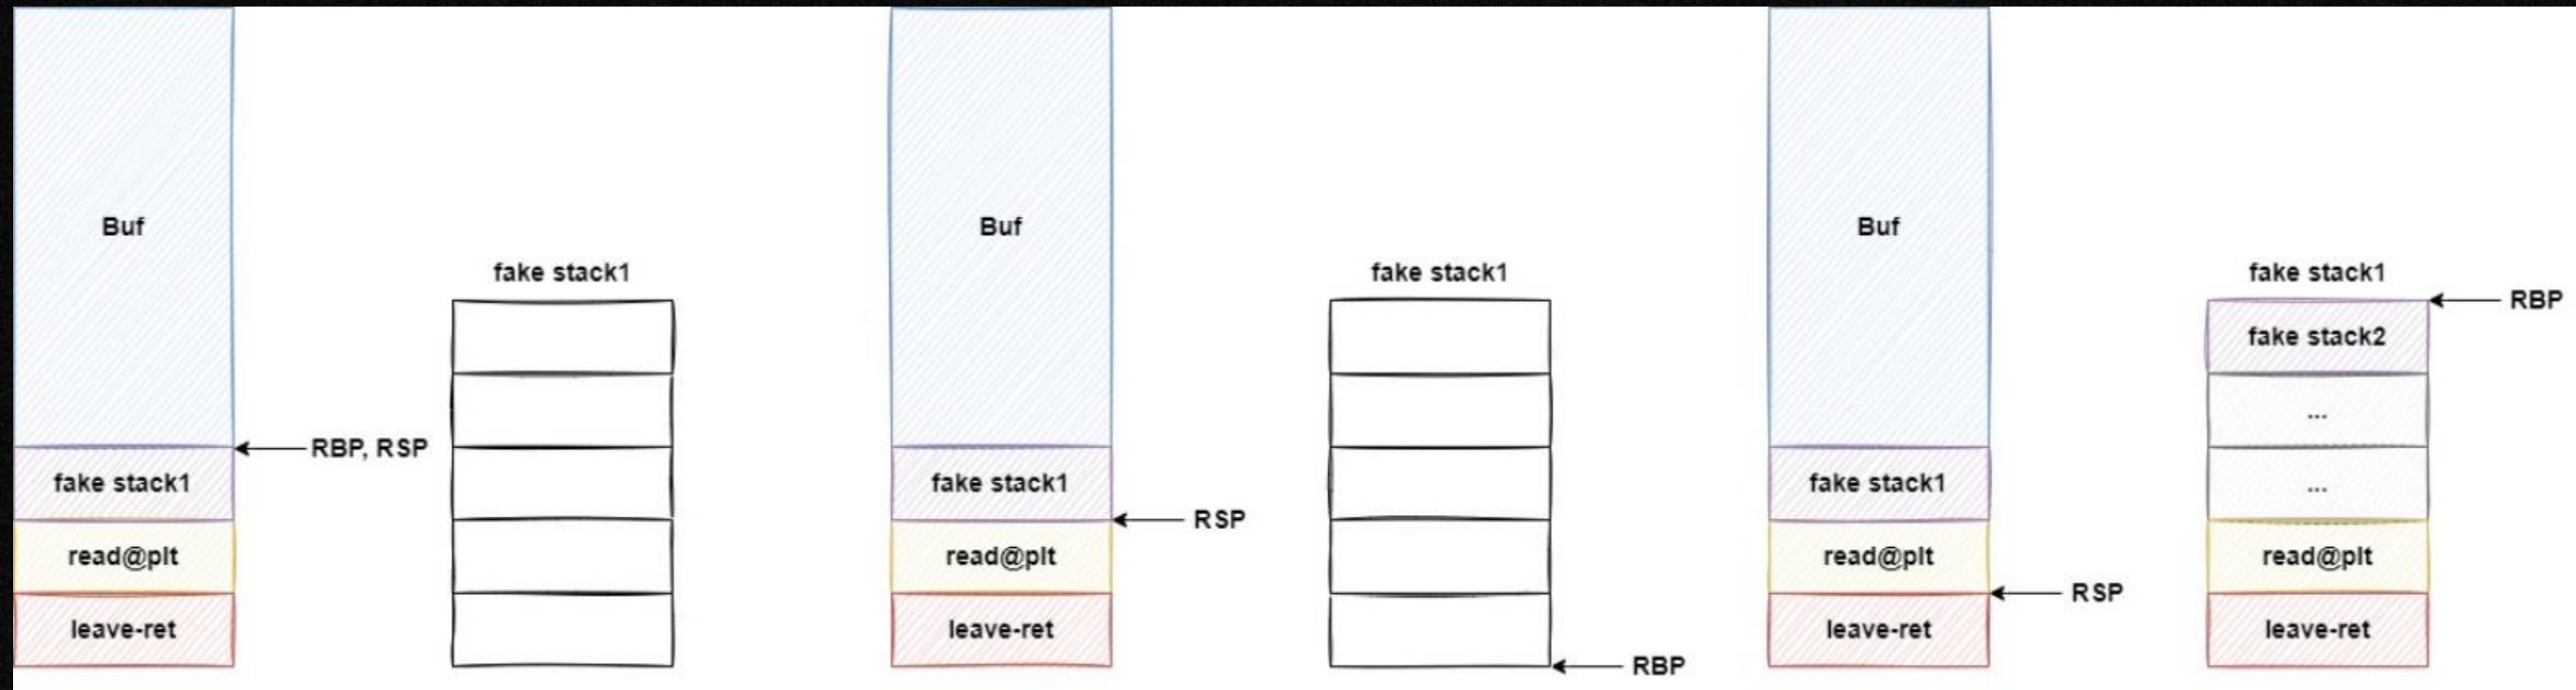 Buf
fake stack1
RBP, RSP
fake stack1
read@plt
leave-ret
Buf
fake stack1
RSP
fake stack1
read@plt
leave-ret
RBP
Buf
fake stack1
RBP
fake stack2
...
fake stack1
...
read@plt
read@plt
RSP
leave-ret
leave-ret